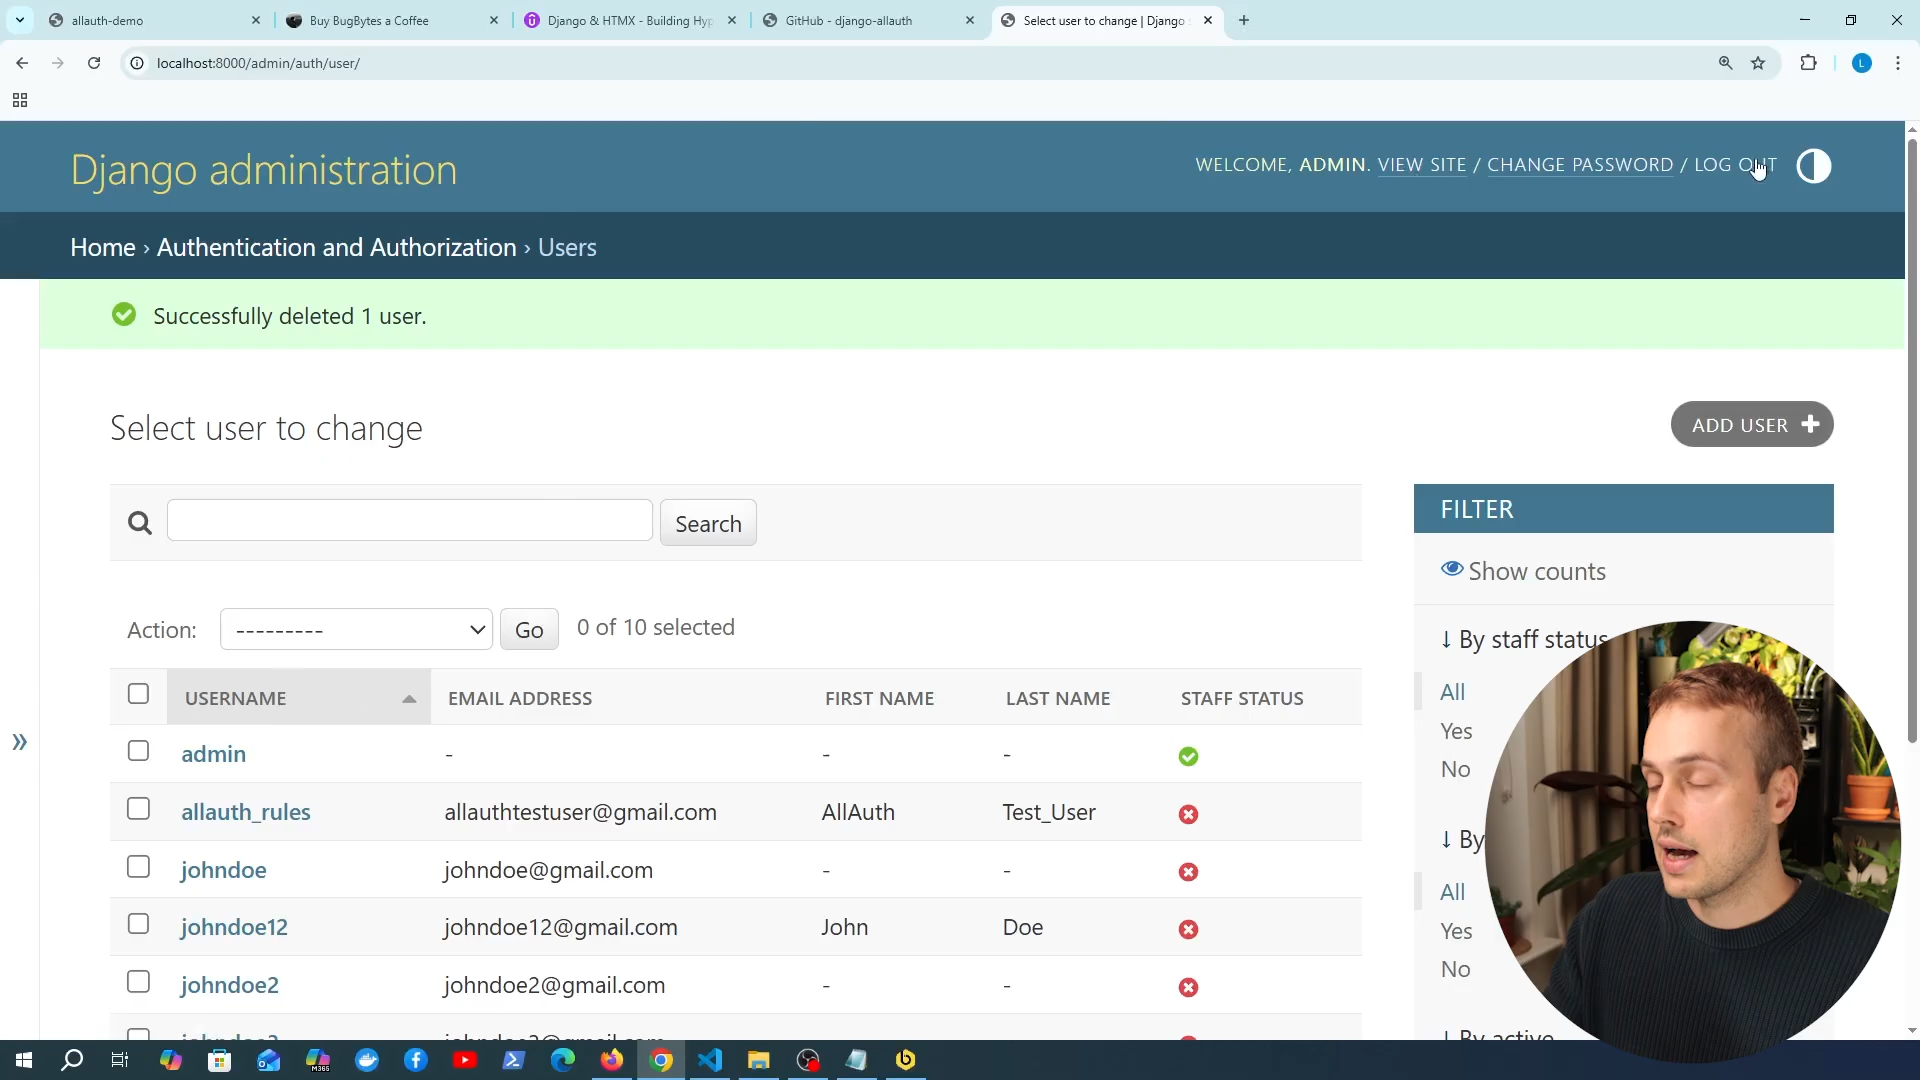 allauth-demo
Buy BugBytes a Coffee
Django & HTMX - Building Hyp
GitHub - django-allauth
Select user to change | Django
localhost:8000/admin/auth/user/
L
Django administration
WELCOME, ADMIN. VIEW SITE / CHANGE PASSWORD / LOG OUT
Home › Authentication and Authorization › Users
Successfully deleted 1 user.
Select user to change
ADD USER
Search
Action: --------- Go 0 of 10 selected
USERNAME EMAIL ADDRESS FIRST NAME LAST NAME STAFF STATUS
admin - - -
allauth_rules allauthtestuser@gmail.com AllAuth Test_User
johndoe johndoe@gmail.com - -
johndoe12 johndoe12@gmail.com John Doe
johndoe2 johndoe2@gmail.com - -
FILTER
Show counts
↓ By staff status
All
Yes
No
↓ By
All
Yes
No
↓ By active
M365